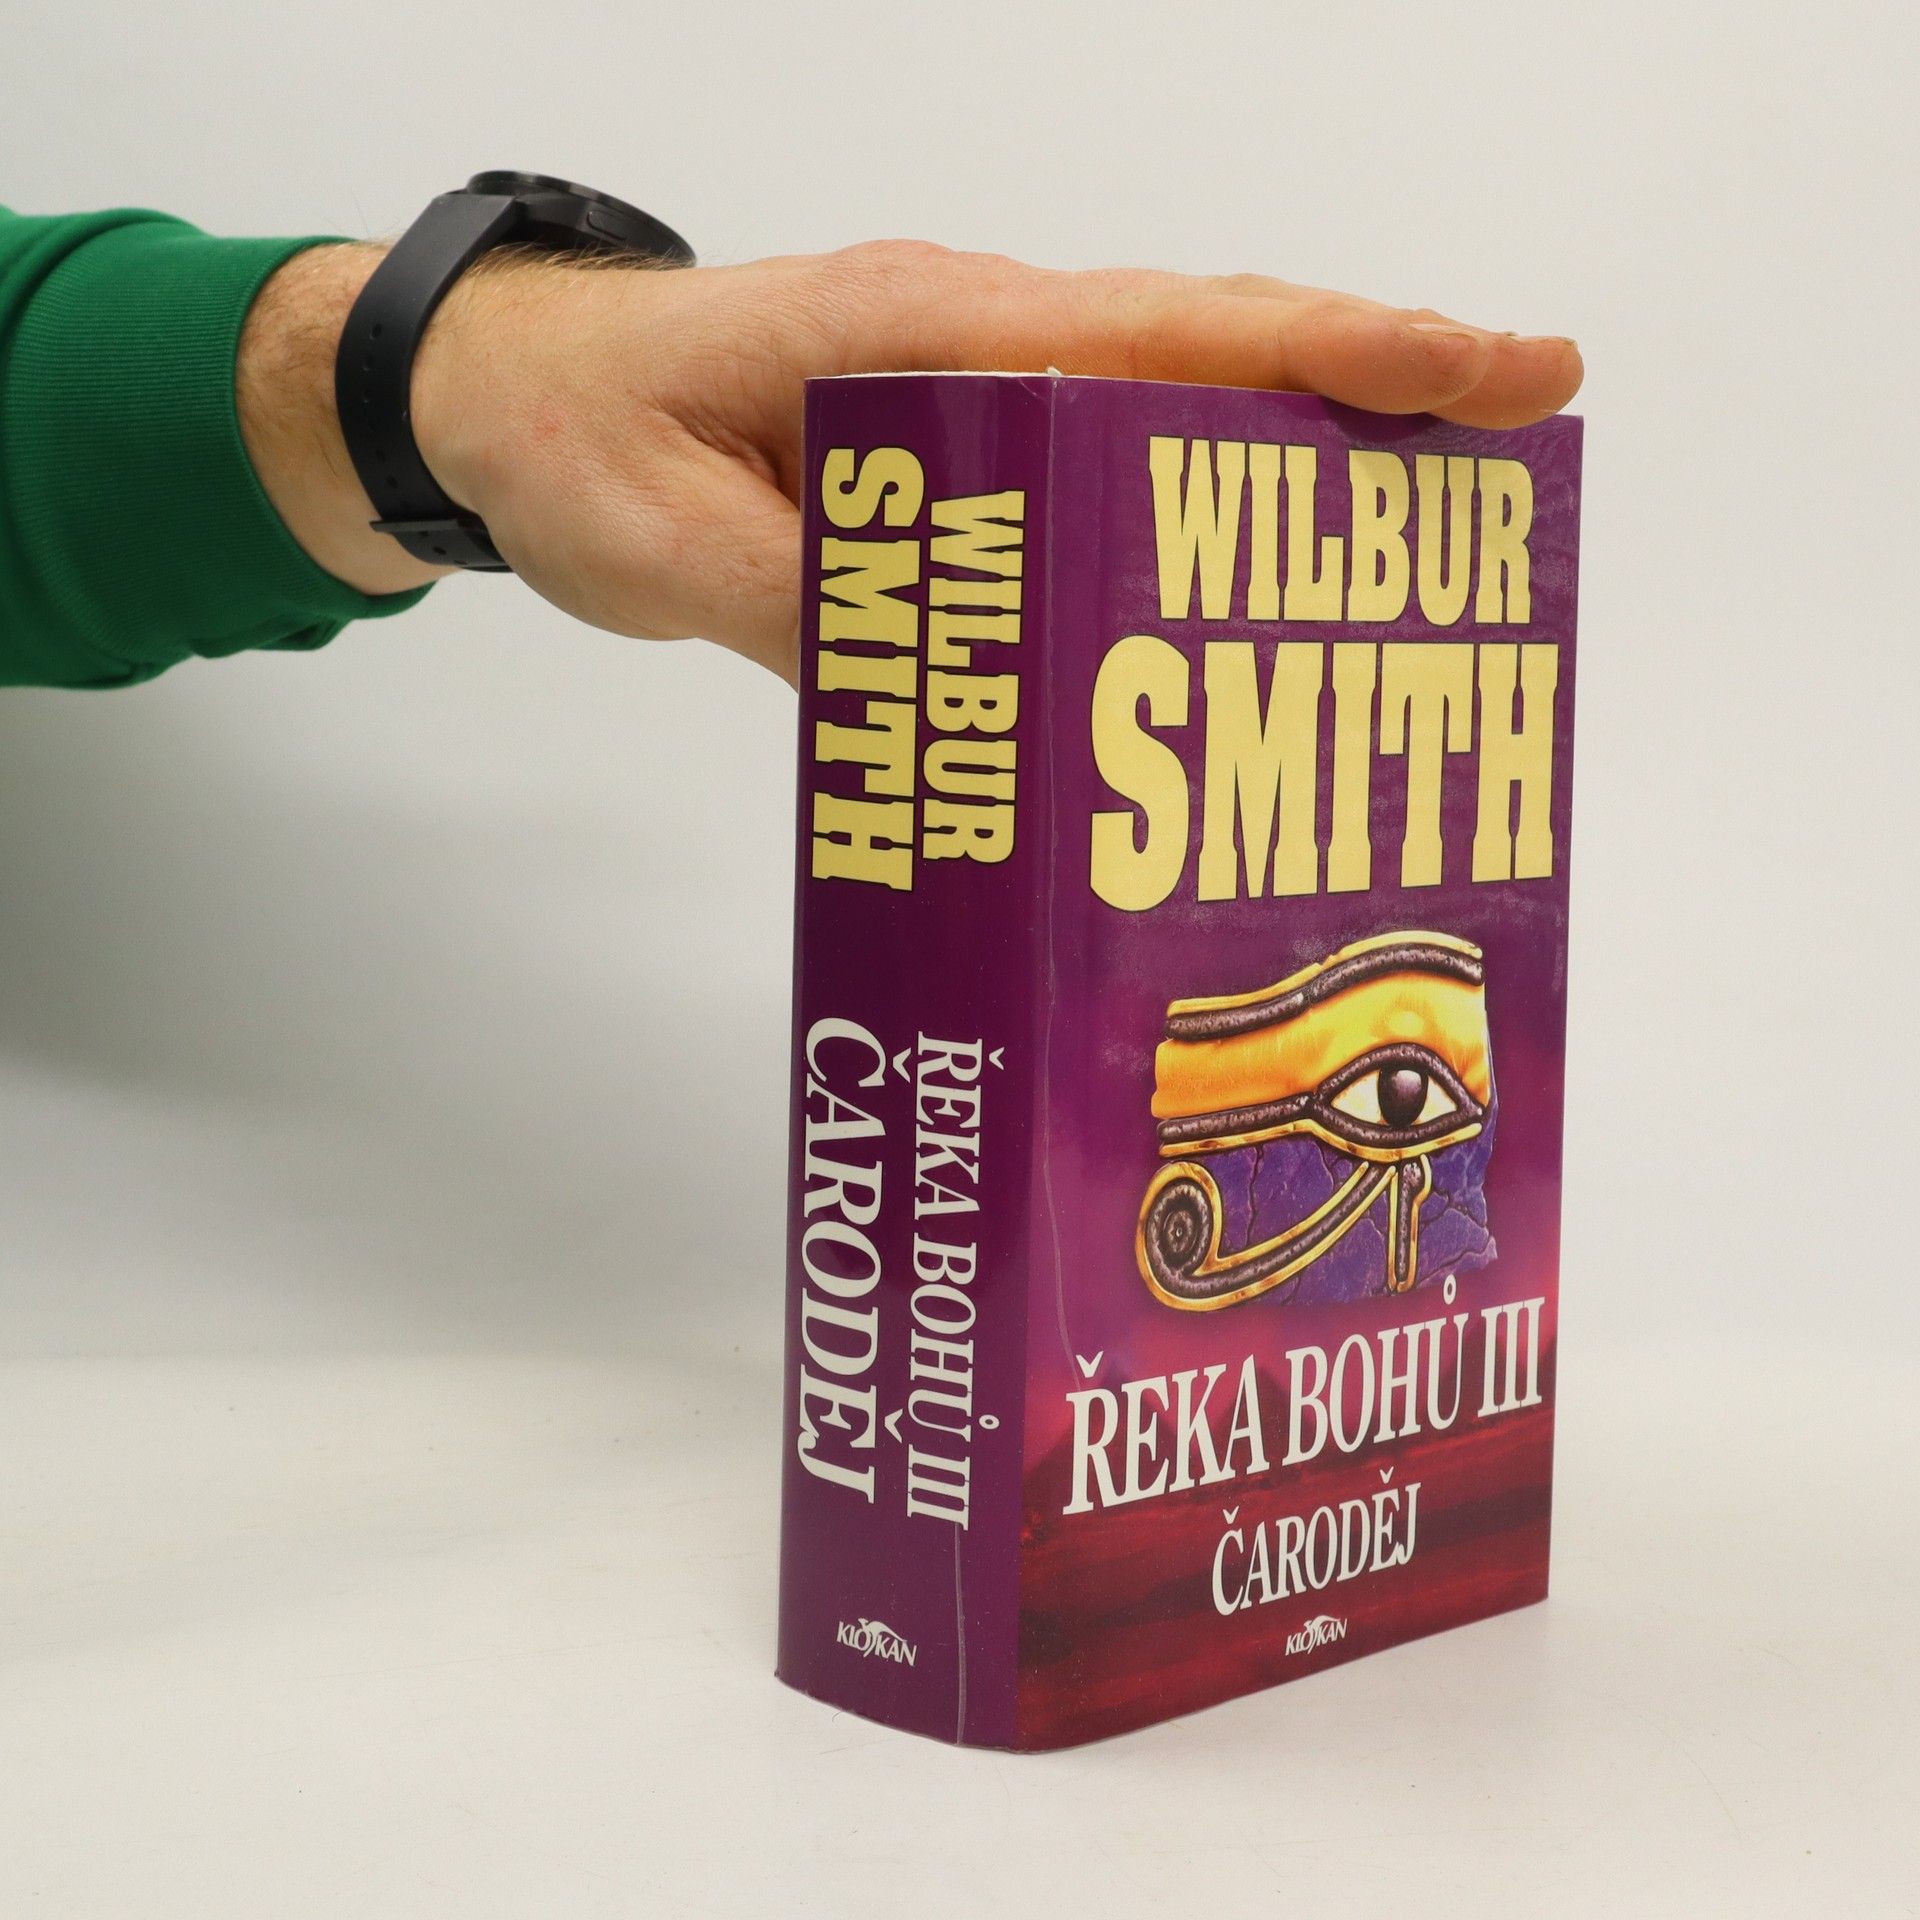 WILBUR
SMITH
ŘEKA BOHŮ III
ČARODĚJ
KLOKAN
WILBUR
SMITH
ŘEKA BOHŮ III
ČARODĚJ
KLOKAN